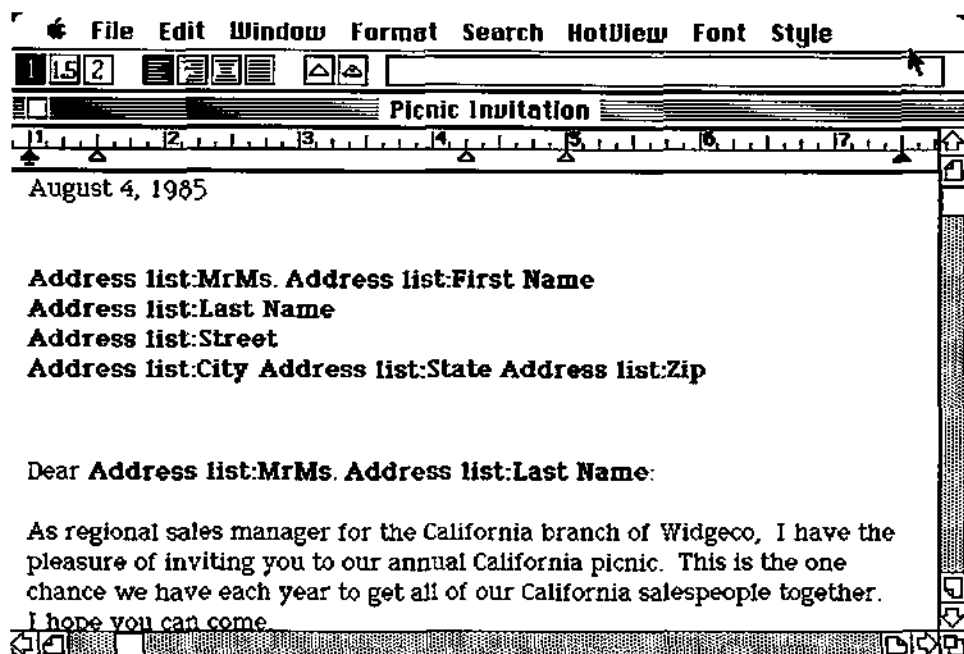 File Edit Window Format Search HotView Font Style
1 1.5 2
Picnic Invitation
1 2 3 4 5 6 7
August 4, 1985
Address list:MrMs. Address list:First Name
Address list:Last Name
Address list:Street
Address list:City Address list:State Address list:Zip
Dear Address list:MrMs. Address list:Last Name:
As regional sales manager for the California branch of Widgeco, I have the
pleasure of inviting you to our annual California picnic. This is the one
chance we have each year to get all of our California salespeople together.
I hope you can come.